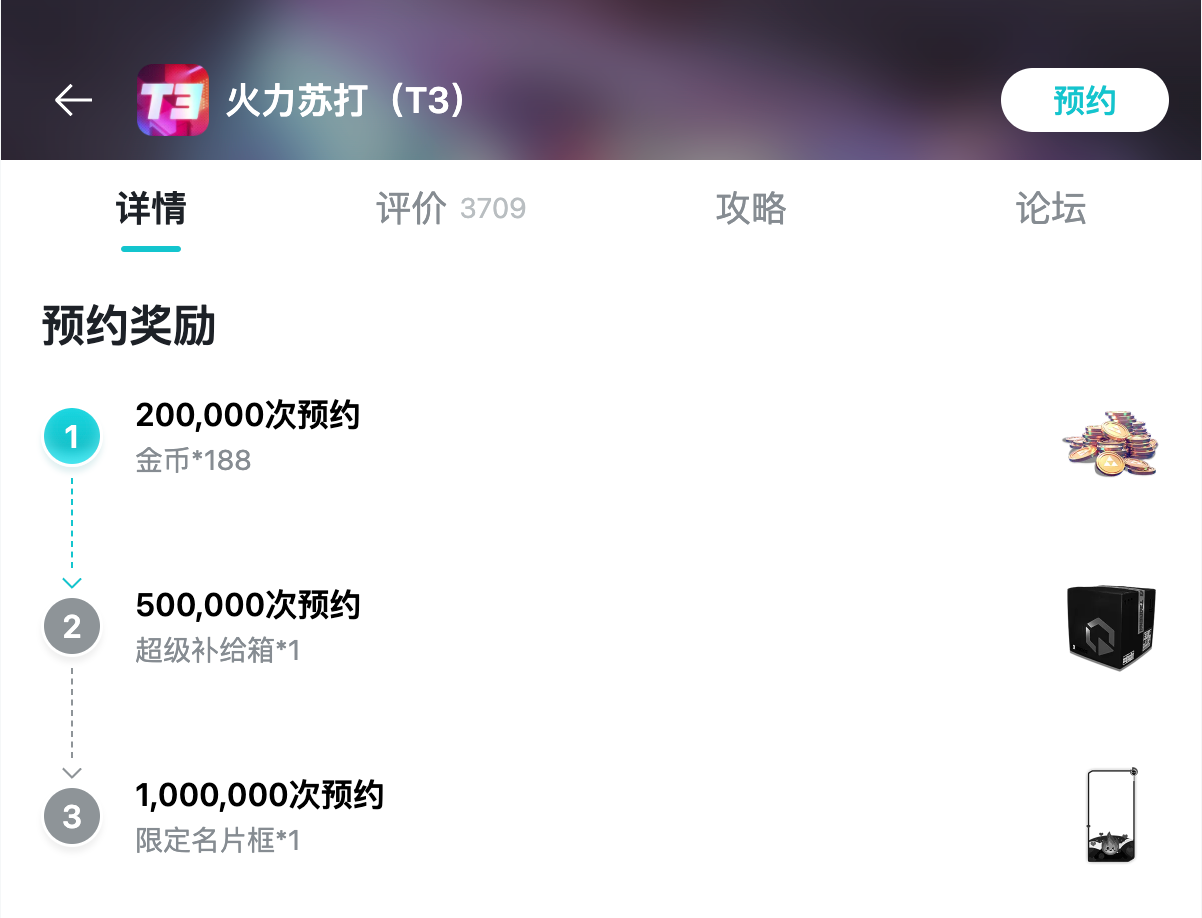 T3
火力苏打（T3）
预约
详情
评价 3709
攻略
论坛
预约奖励
1
200,000次预约
金币*188
2
500,000次预约
超级补给箱*1
3
1,000,000次预约
限定名片框*1